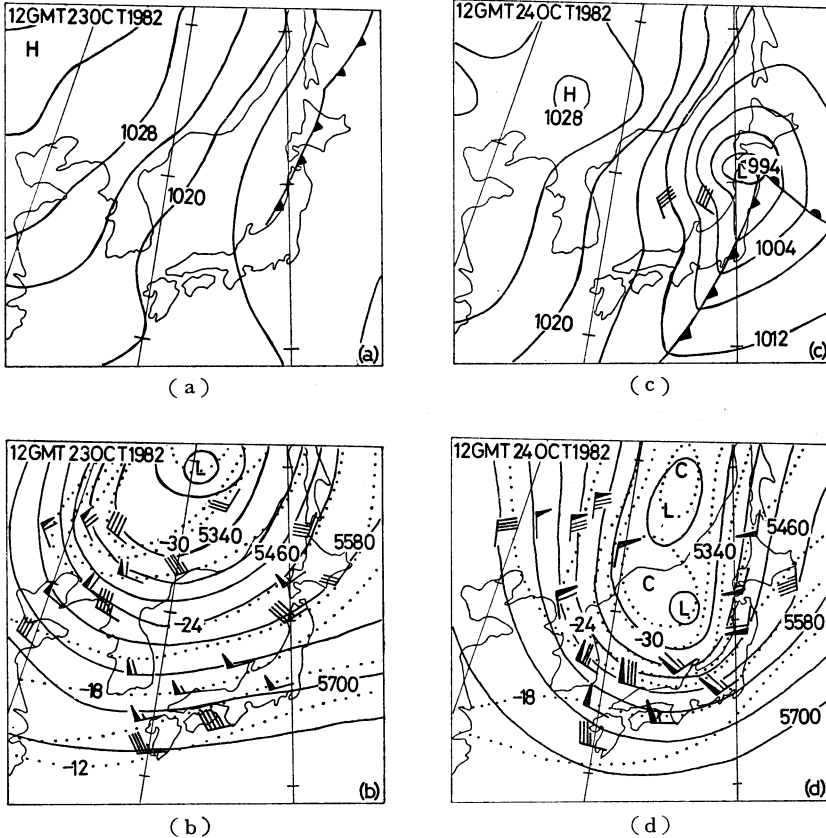 12GMT23OCT1982
H
1028
1020
(a)
(a)
12GMT24OCT1982
H
1028
L 994
1004
1020
1012
(c)
(c)
12GMT23OCT1982
L
-30
5340
5460
5580
-24
-18
5700
-12
(b)
(b)
12GMT24OCT1982
C
L
5460
5340
C
L
-24
-30
5580
-18
5700
(d)
(d)